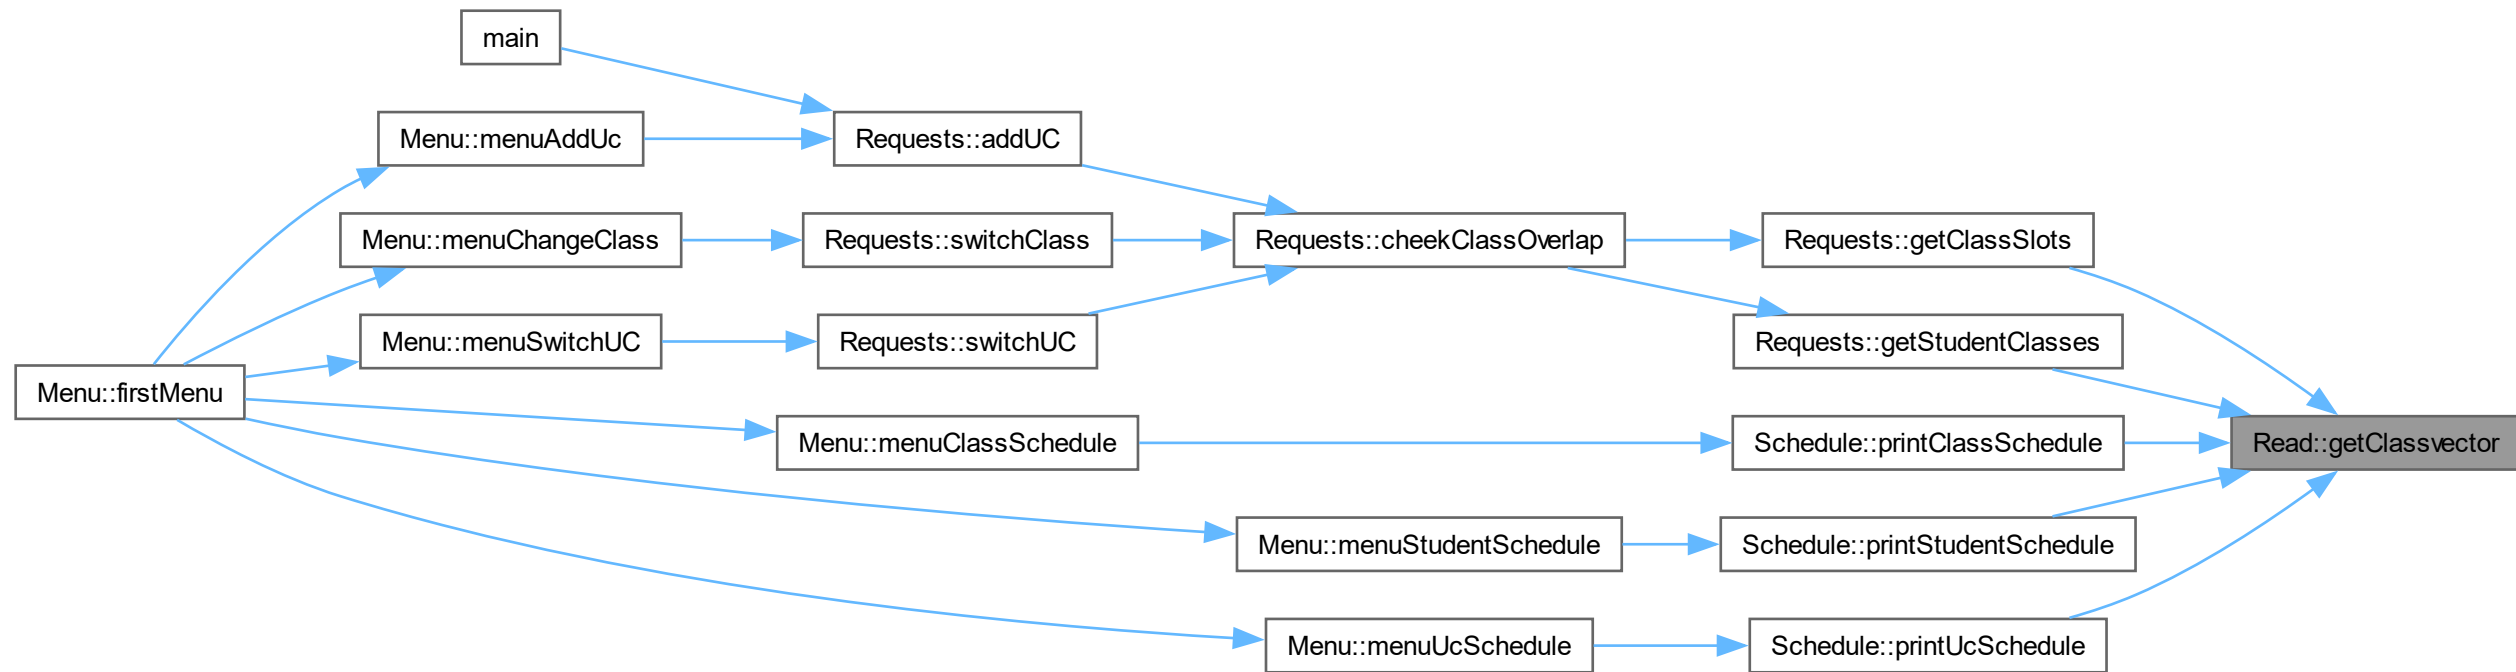 main
Menu::menuAddUc
Requests::addUC
Menu::menuChangeClass
Requests::switchClass
Requests::cheekClassOverlap
Requests::getClassSlots
Menu::menuSwitchUC
Requests::switchUC
Requests::getStudentClasses
Menu::firstMenu
Menu::menuClassSchedule
Schedule::printClassSchedule
Read::getClassvector
Menu::menuStudentSchedule
Schedule::printStudentSchedule
Menu::menuUcSchedule
Schedule::printUcSchedule